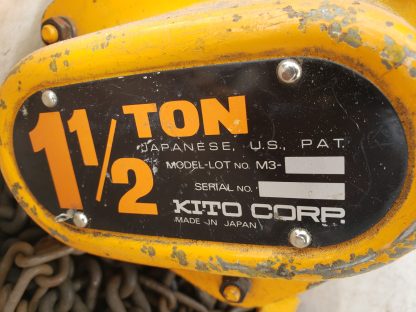 1 1/2 TON
JAPANESE, U.S., PAT.
MODEL-LOT NO. M3-
SERIAL NO.
KITO CORP.
MADE IN JAPAN